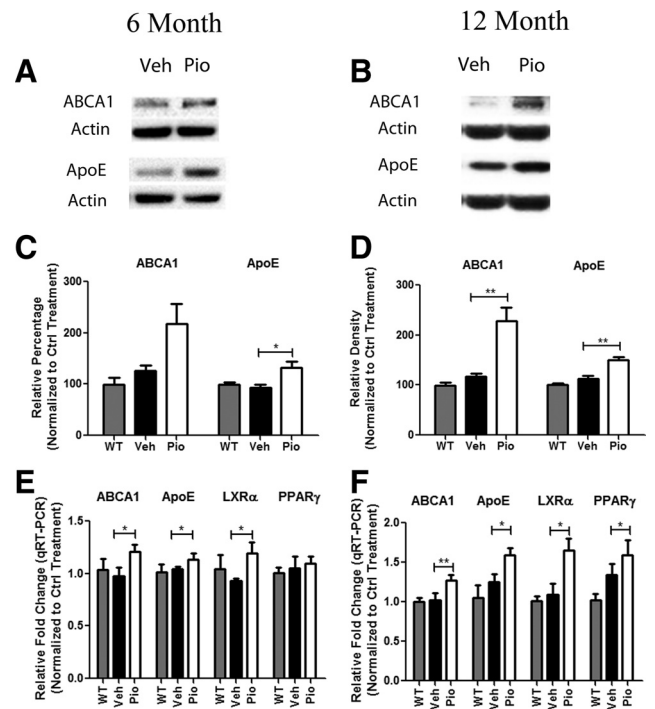 6 Month
12 Month
A
Veh Pio
ABCA1
Actin
ApoE
Actin
B
Veh Pio
ABCA1
Actin
ApoE
Actin
C
ABCA1 ApoE
Relative Percentage
(Normalized to Ctrl Treatment)
300
200
100
0
*
WT Veh Pio WT Veh Pio
D
ABCA1 ApoE
Relative Density
(Normalized to Ctrl Treatment)
300
200
100
0
** **
WT Veh Pio WT Veh Pio
E
ABCA1 ApoE LXRα PPARγ
Relative Fold Change (qRT-PCR)
(Normalized to Ctrl Treatment)
1.5
1.0
0.5
0.0
* * *
WT Veh Pio WT Veh Pio WT Veh Pio WT Veh Pio
F
ABCA1 ApoE LXRα PPARγ
Relative Fold Change (qRT-PCR)
(Normalized to Ctrl Treatment)
2.0
1.5
1.0
0.5
0.0
** * * *
WT Veh Pio WT Veh Pio WT Veh Pio WT Veh Pio